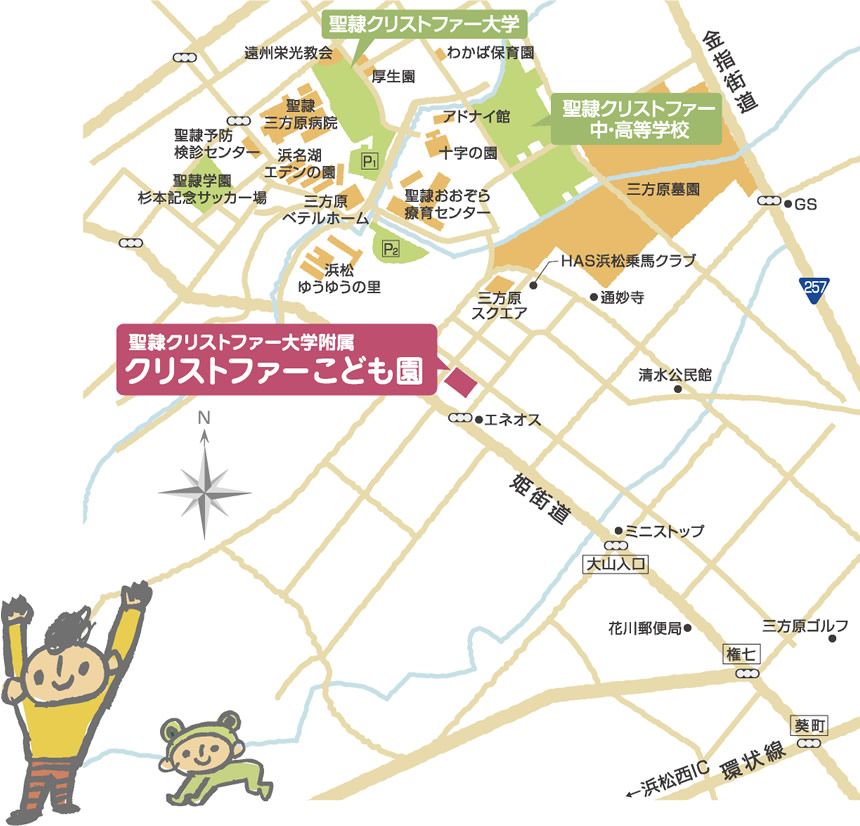 聖隷クリストファー大学
遠州栄光教会
わかば保育園
厚生園
金指街道
聖隷
三方原病院
アドナイ館
聖隷クリストファー
中・高等学校
聖隷予防
検診センター
浜名湖
エデンの園
P1
十字の園
聖隷学園
杉本記念サッカー場
三方原
ベテルホーム
聖隷おおぞら
療育センター
三方原墓園
GS
P2
浜松
ゆうゆうの里
HAS浜松乗馬クラブ
三方原
スクエア
通妙寺
257
聖隷クリストファー大学附属
クリストファーこども園
清水公民館
N
エネオス
姫街道
ミニストップ
大山入口
花川郵便局
三方原ゴルフ
権七
葵町
←浜松西IC
環状線